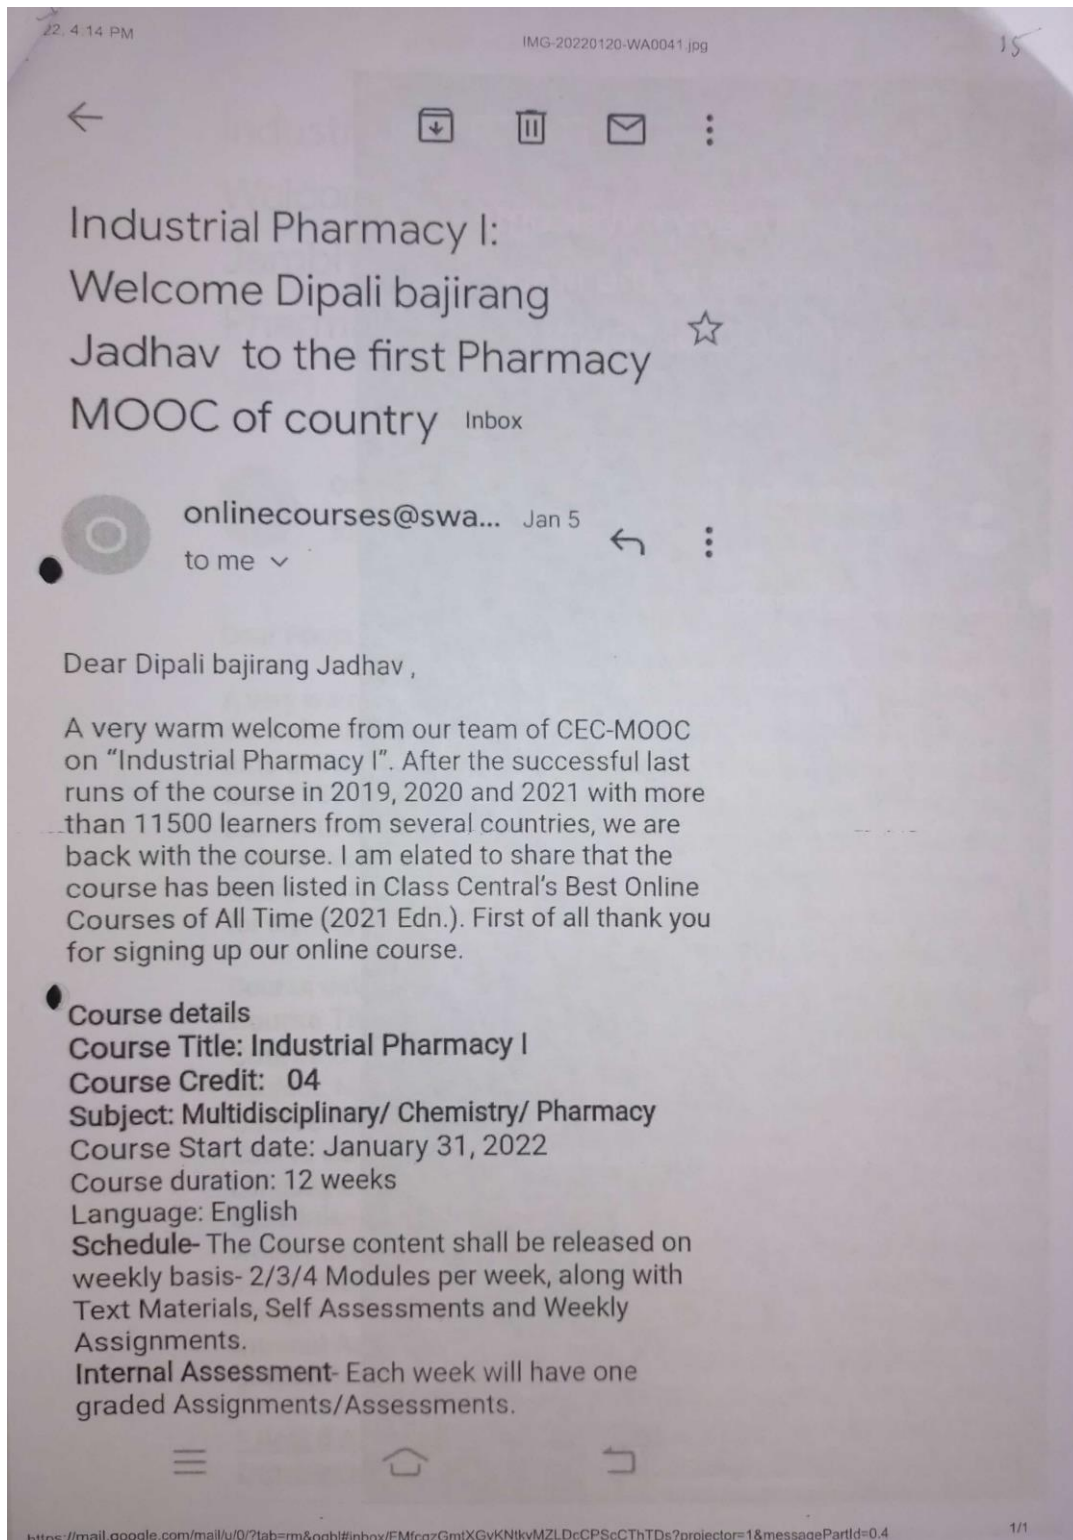 22, 4:14 PM
IMG-20220120-WA0041.jpg
15
Industrial Pharmacy I:
Welcome Dipali bajirang
Jadhav to the first Pharmacy
MOOC of country Inbox
O
onlinecourses@swa... Jan 5
to me
Dear Dipali bajirang Jadhav ,
A very warm welcome from our team of CEC-MOOC
on “Industrial Pharmacy I”. After the successful last
runs of the course in 2019, 2020 and 2021 with more
than 11500 learners from several countries, we are
back with the course. I am elated to share that the
course has been listed in Class Central’s Best Online
Courses of All Time (2021 Edn.). First of all thank you
for signing up our online course.
Course details
Course Title: Industrial Pharmacy I
Course Credit: 04
Subject: Multidisciplinary/ Chemistry/ Pharmacy
Course Start date: January 31, 2022
Course duration: 12 weeks
Language: English
Schedule- The Course content shall be released on
weekly basis- 2/3/4 Modules per week, along with
Text Materials, Self Assessments and Weekly
Assignments.
Internal Assessment- Each week will have one
graded Assignments/Assessments.
1/1